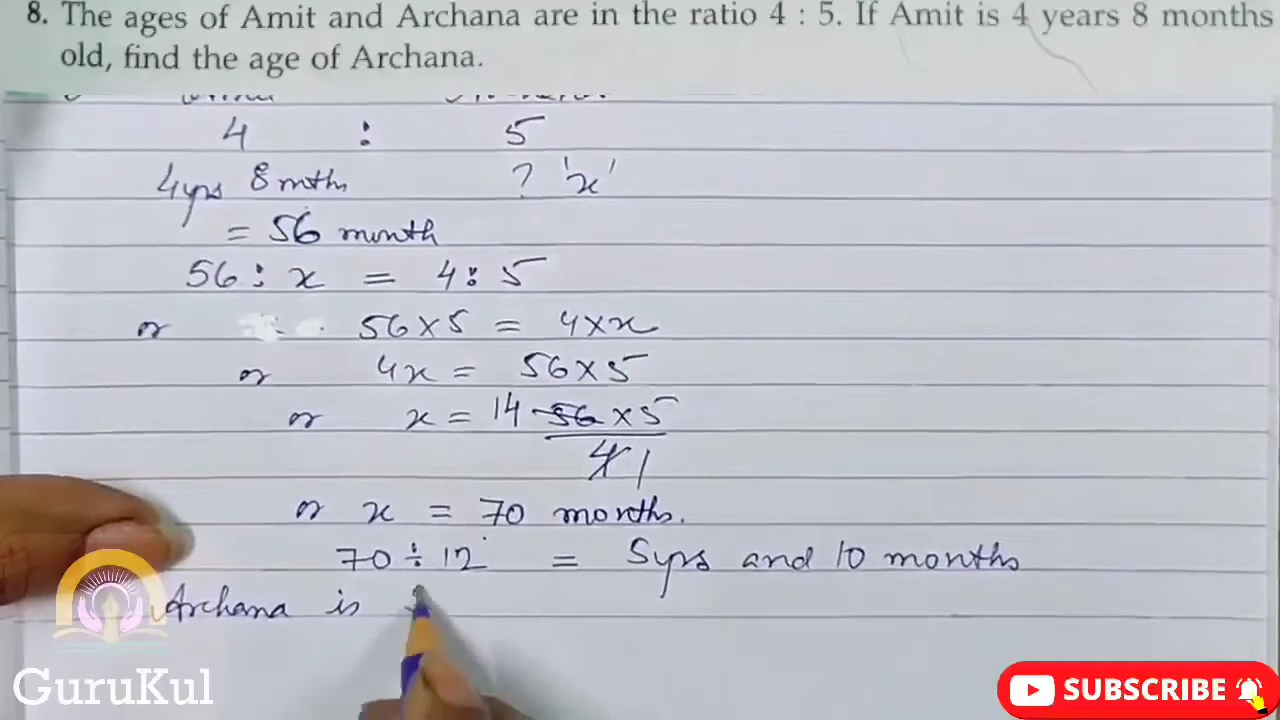 8. The ages of Amit and Archana are in the ratio 4 : 5. If Amit is 4 years 8 months
old, find the age of Archana.
4 : 5
4yrs 8 mths ? 'x'
= 56 month
56 : x = 4 : 5
or 56 × 5 = 4 × x
or 4x = 56 × 5
or x = 14 56 × 5
4 1
or x = 70 months.
70 ÷ 12 = 5yrs and 10 months
Archana is
GuruKul
SUBSCRIBE